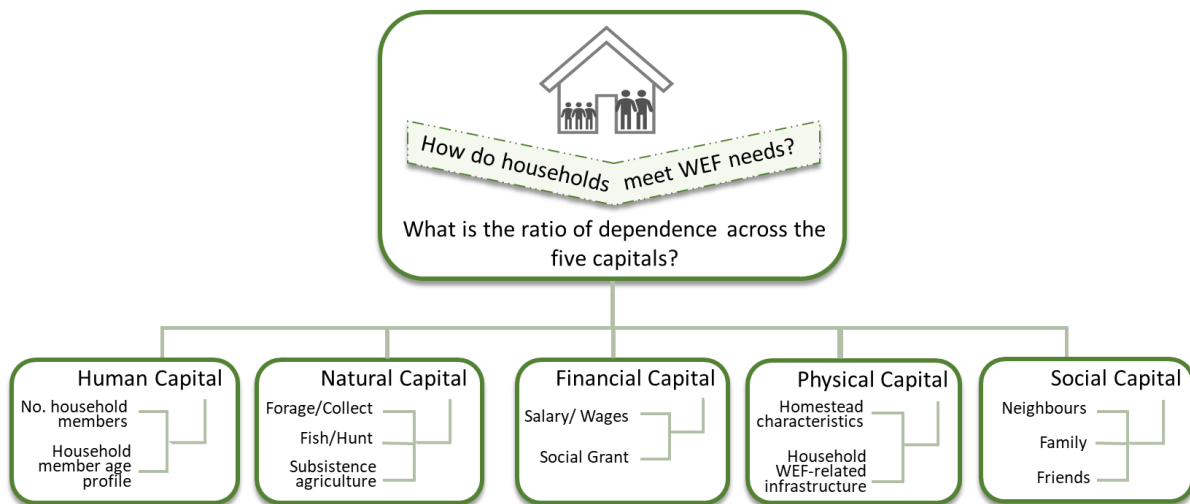 How do households meet WEF needs?
What is the ratio of dependence across the
five capitals?
Human Capital
No. household
members
Household
member age
profile
Natural Capital
Forage/Collect
Fish/Hunt
Subsistence
agriculture
Financial Capital
Salary/ Wages
Social Grant
Physical Capital
Homestead
characteristics
Household
WEF-related
infrastructure
Social Capital
Neighbours
Family
Friends